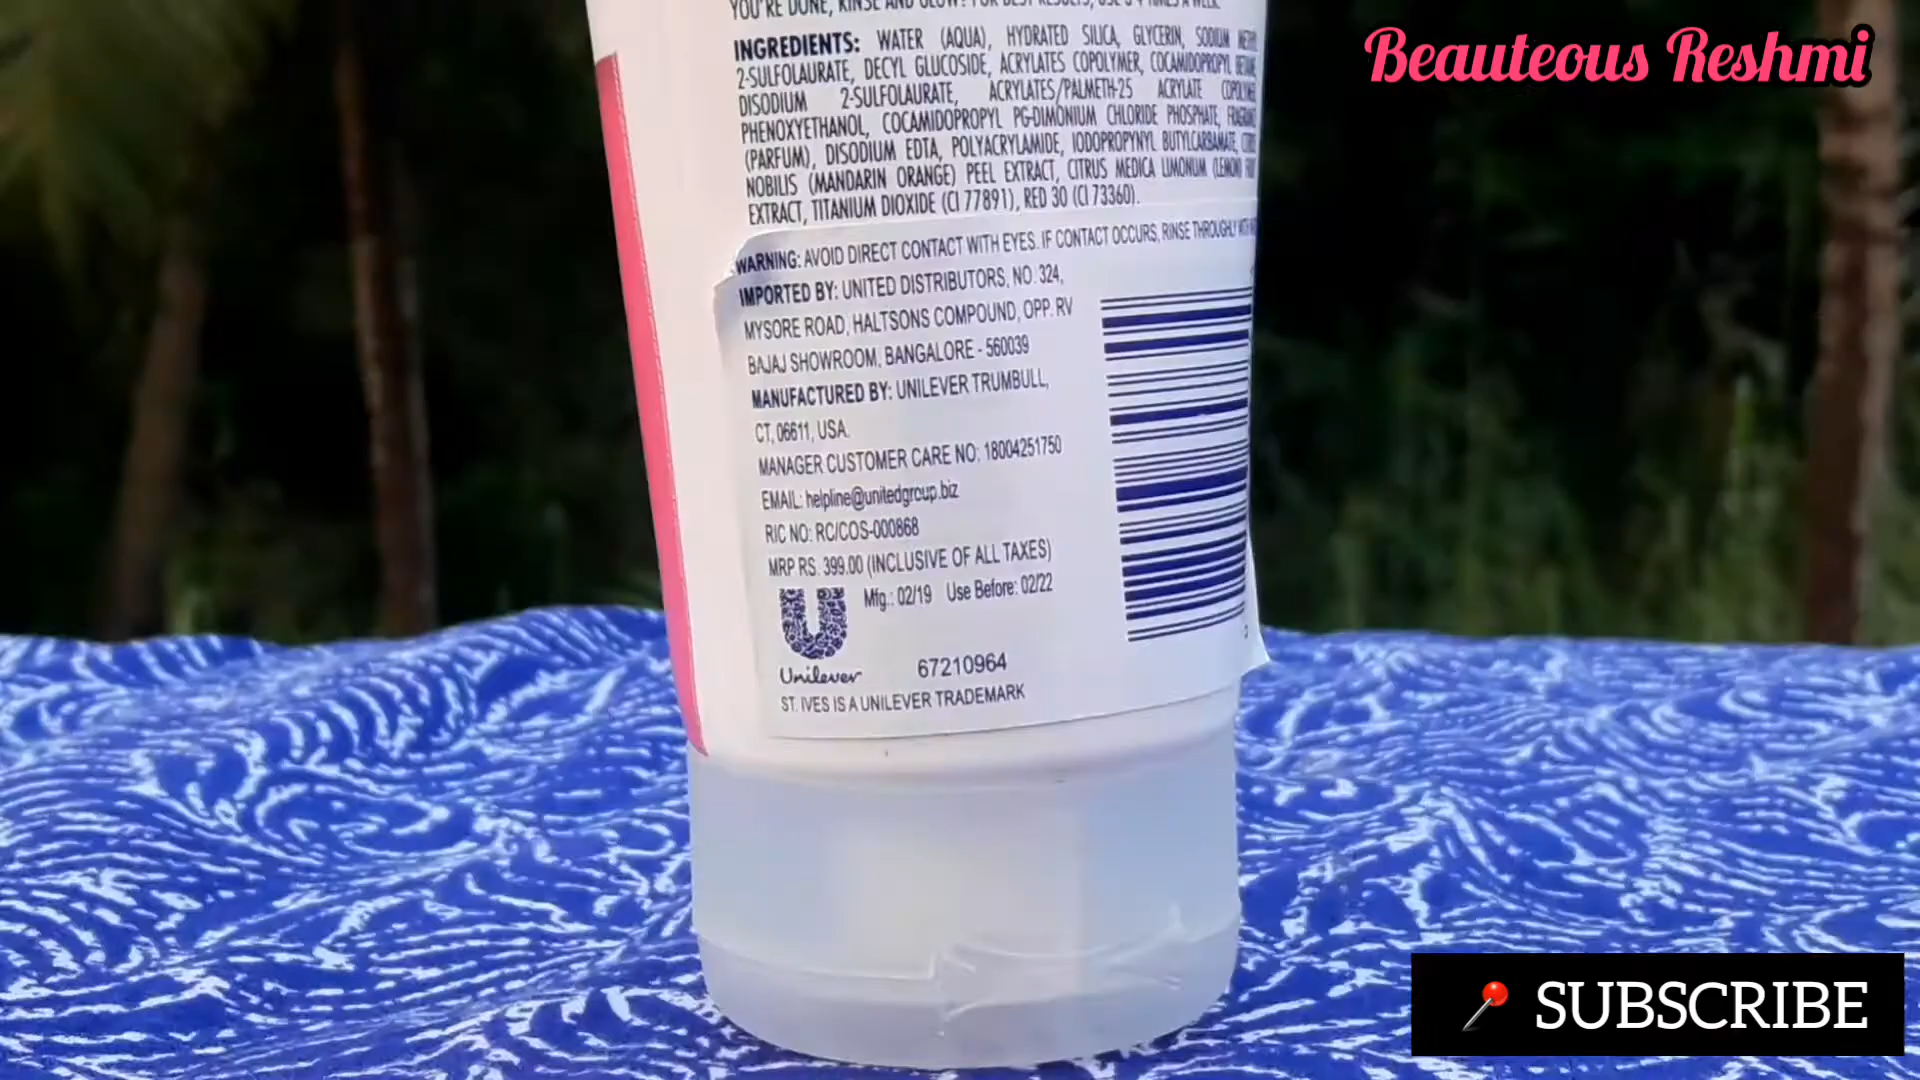 YOU'RE DONE, RINSE AND GLOW! FOR BEST RESULTS, USE 3-4 TIMES A WEEK.
Beauteous Reshmi
INGREDIENTS: WATER (AQUA), HYDRATED SILICA, GLYCERIN, SODIUM
2-SULFOLAURATE, DECYL GLUCOSIDE, ACRYLATES COPOLYMER, COCAMIDOPROPYL
DISODIUM 2-SULFOLAURATE, ACRYLATES/PALMETH-25 ACRYLATE
PHENOXYETHANOL, COCAMIDOPROPYL PG-DIMONIUM CHLORIDE PHOSPHATE,
(PARFUM), DISODIUM EDTA, POLYACRYLAMIDE, IODOPROPYNYL BUTYLCARBAMATE,
NOBILIS (MANDARIN ORANGE) PEEL EXTRACT, CITRUS MEDICA LIMONUM (LEMON)
EXTRACT, TITANIUM DIOXIDE (CI 77891), RED 30 (CI 73360).
WARNING: AVOID DIRECT CONTACT WITH EYES. IF CONTACT OCCURS, RINSE THROUGHLY
IMPORTED BY: UNITED DISTRIBUTORS, NO. 324,
MYSORE ROAD, HALTSONS COMPOUND, OPP. RV
BAJAJ SHOWROOM, BANGALORE - 560039
MANUFACTURED BY: UNILEVER TRUMBULL,
CT, 06611, USA.
MANAGER CUSTOMER CARE NO: 18004251750
EMAIL: helpline@unitedgroup.biz
RIC NO: RC/COS-000868
MRP RS. 399.00 (INCLUSIVE OF ALL TAXES)
Mfg.: 02/19 Use Before: 02/22
Unilever
67210964
ST. IVES IS A UNILEVER TRADEMARK
SUBSCRIBE